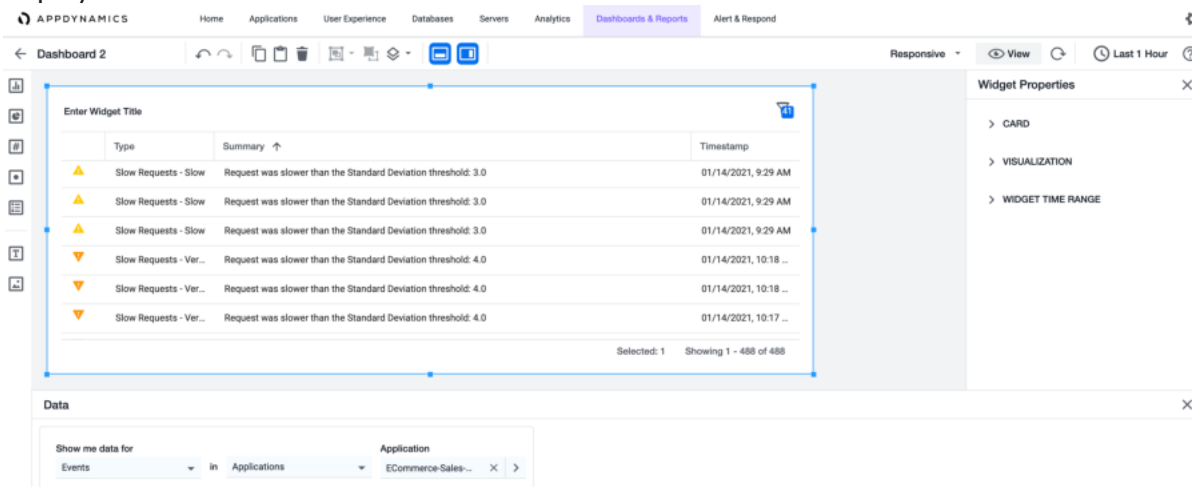 APPDYNAMICS Home Applications User Experience Databases Servers Analytics Dashboards & Reports Alert & Respond
Dashboard 2 Responsive View Last 1 Hour
Widget Properties
Enter Widget Title 41
CARD
Type Summary Timestamp
VISUALIZATION
Slow Requests - Slow Request was slower than the Standard Deviation threshold: 3.0 01/14/2021, 9:29 AM
Slow Requests - Slow Request was slower than the Standard Deviation threshold: 3.0 01/14/2021, 9:29 AM
WIDGET TIME RANGE
Slow Requests - Slow Request was slower than the Standard Deviation threshold: 3.0 01/14/2021, 9:29 AM
Slow Requests - Ver... Request was slower than the Standard Deviation threshold: 4.0 01/14/2021, 10:18 ...
Slow Requests - Ver... Request was slower than the Standard Deviation threshold: 4.0 01/14/2021, 10:18 ...
Slow Requests - Ver... Request was slower than the Standard Deviation threshold: 4.0 01/14/2021, 10:17 ...
Selected: 1 Showing 1 - 488 of 488
Data
Show me data for Application
Events in Applications ECommerce-Sales-...